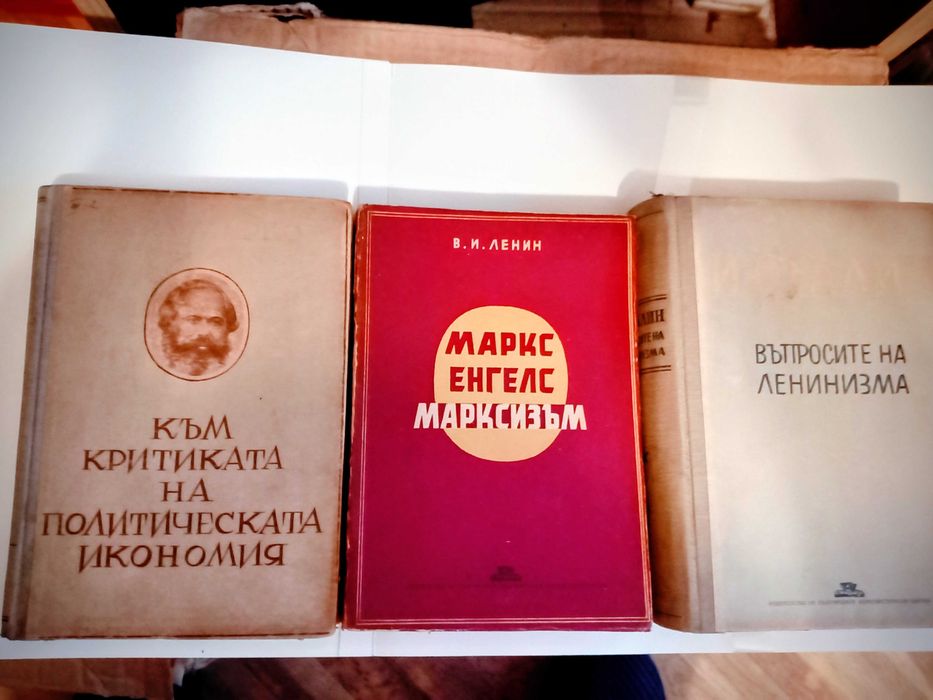 КЪМ
КРИТИКАТА
НА
ПОЛИТИЧЕСКАТА
ИКОНОМИЯ
В. И. ЛЕНИН
МАРКС
ЕНГЕЛС
МАРКСИЗЪМ
ВЪПРОСИТЕ НА
ЛЕНИНИЗМА